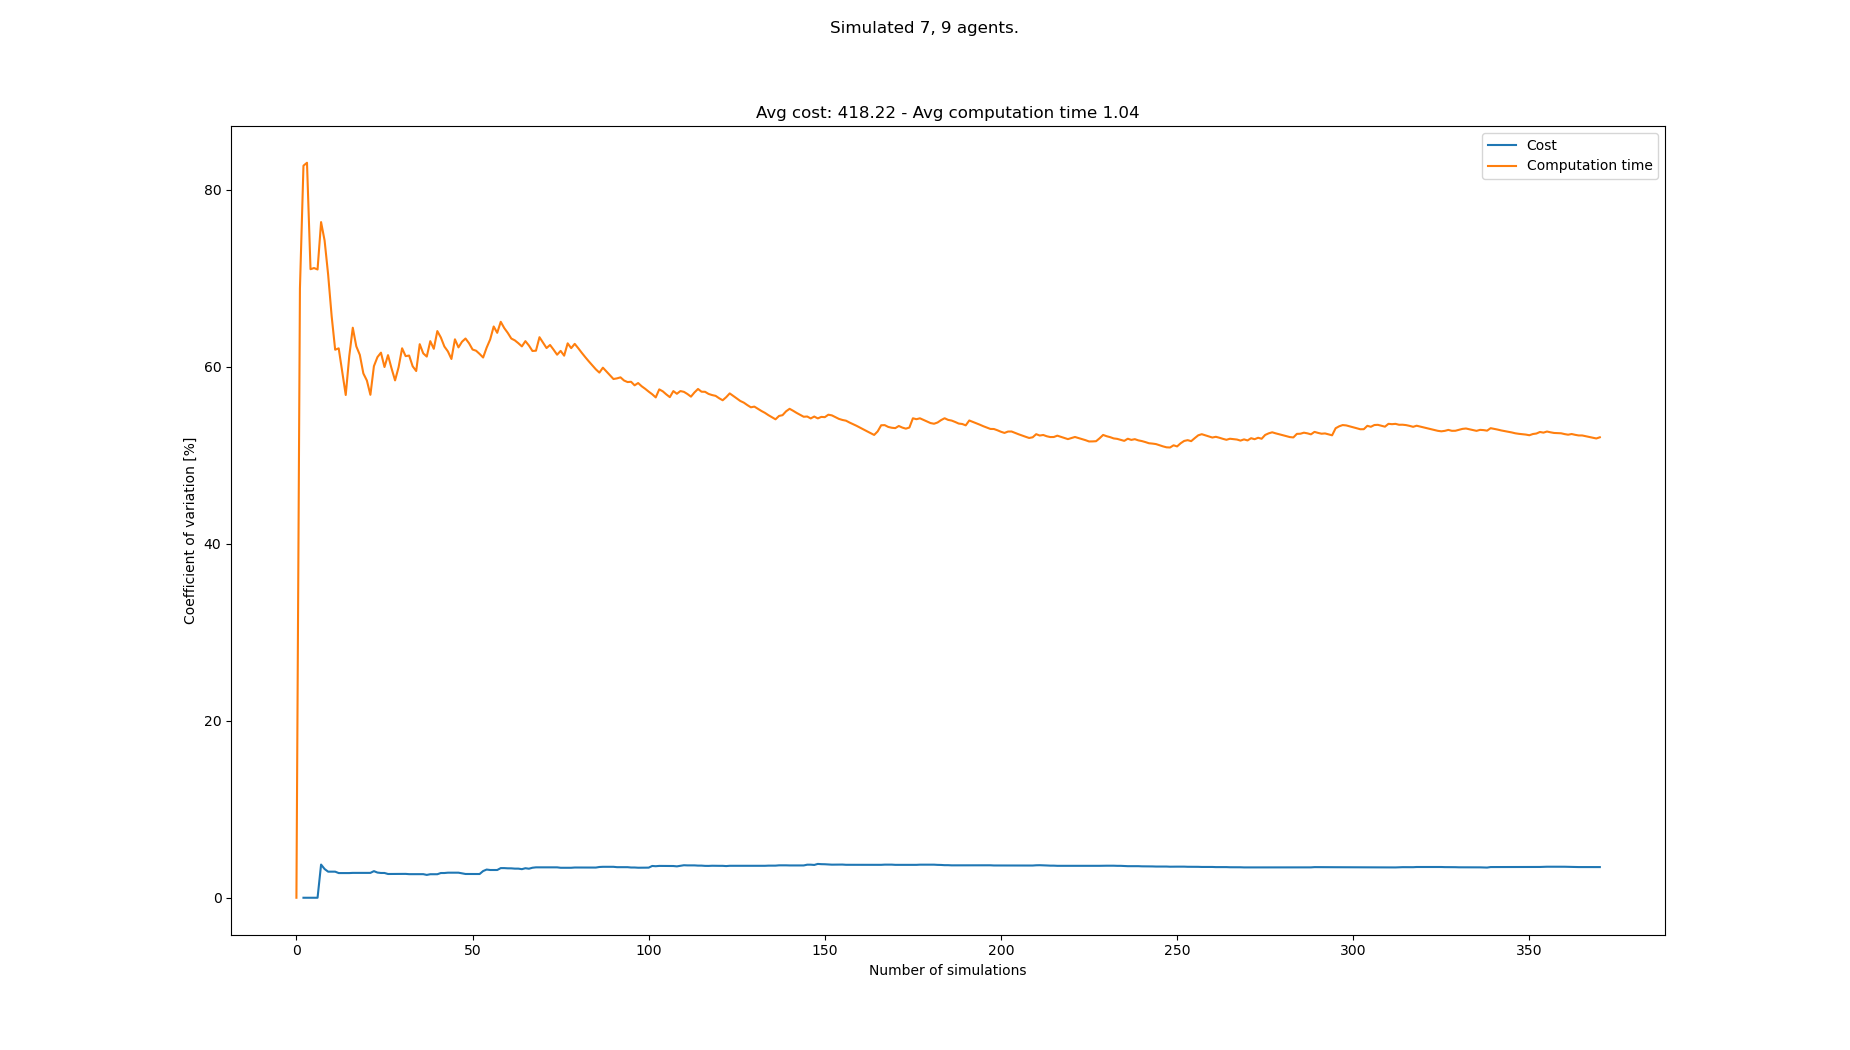 Simulated 7, 9 agents.
Avg cost: 418.22 - Avg computation time 1.04
Cost
Computation time
80
60
40
20
0
Coefficient of variation [%]
0 50 100 150 200 250 300 350
Number of simulations